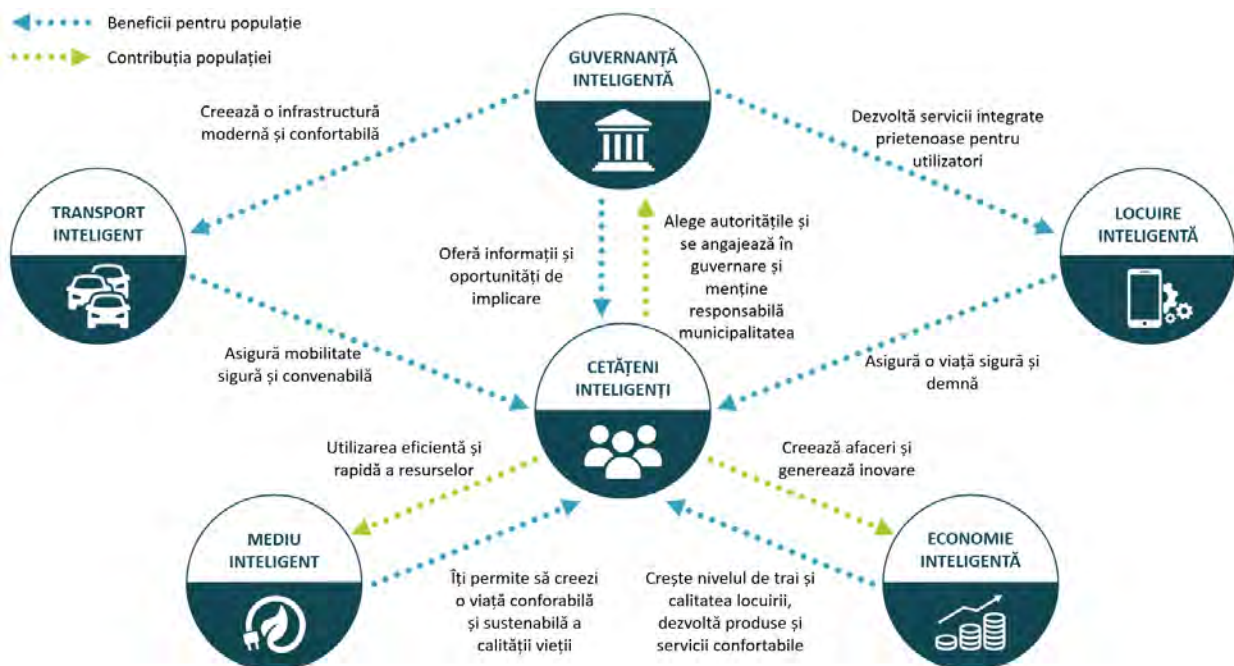 Beneficii pentru populație
Contribuția populației
GUVERNANȚĂ
INTELIGENTĂ
Creează o infrastructură
modernă și confortabilă
Dezvoltă servicii integrate
prietenoase pentru
utilizatori
TRANSPORT
INTELIGENT
LOCUIRE
INTELIGENTĂ
Oferă informații și
oportunități de
implicare
Alege autoritățile și
se angajează în
guvernare și
menține
responsabilă
municipalitatea
Asigură mobilitate
sigură și convenabilă
CETĂȚENI
INTELIGENȚI
Asigură o viață sigură și
demnă
Utilizarea eficientă și
rapidă a resurselor
Creează afaceri și
generează inovare
MEDIU
INTELIGENT
ECONOMIE
INTELIGENTĂ
Îți permite să creezi
o viață conforabilă
și sustenabilă a
calității vieții
Crește nivelul de trai și
calitatea locuirii,
dezvoltă produse și
servicii confortabile